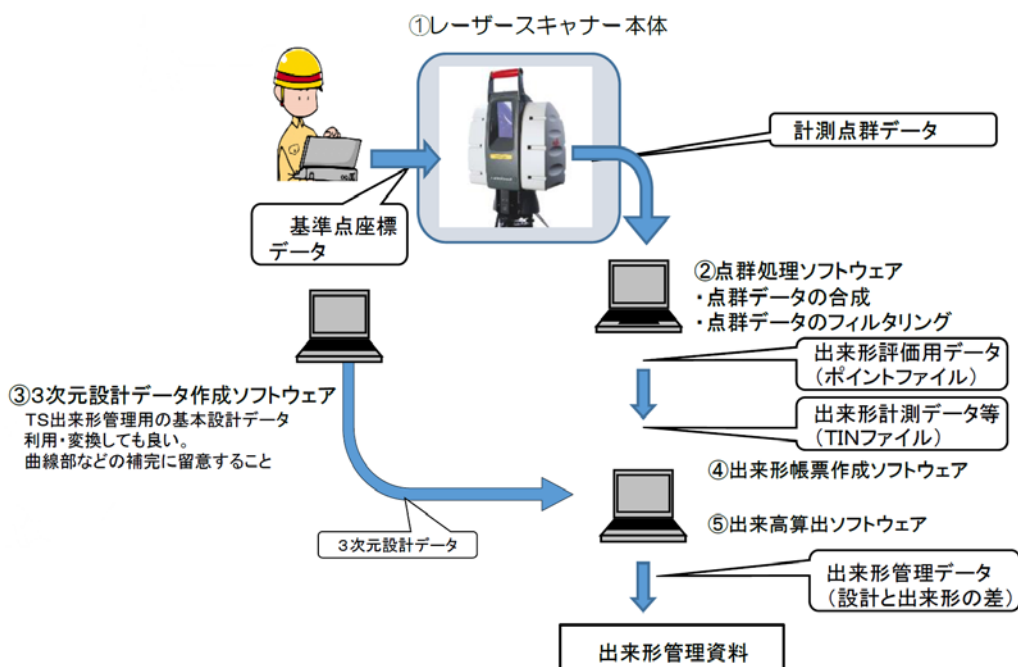 ①レーザースキャナー本体
計測点群データ
基準点座標
データ
②点群処理ソフトウェア
・点群データの合成
・点群データのフィルタリング
出来形評価用データ
（ポイントファイル）
③３次元設計データ作成ソフトウェア
TS出来形管理用の基本設計データ
利用・変換しても良い。
曲線部などの補完に留意すること
出来形計測データ等
（TINファイル）
④出来形帳票作成ソフトウェア
⑤出来高算出ソフトウェア
３次元設計データ
出来形管理データ
（設計と出来形の差）
出来形管理資料